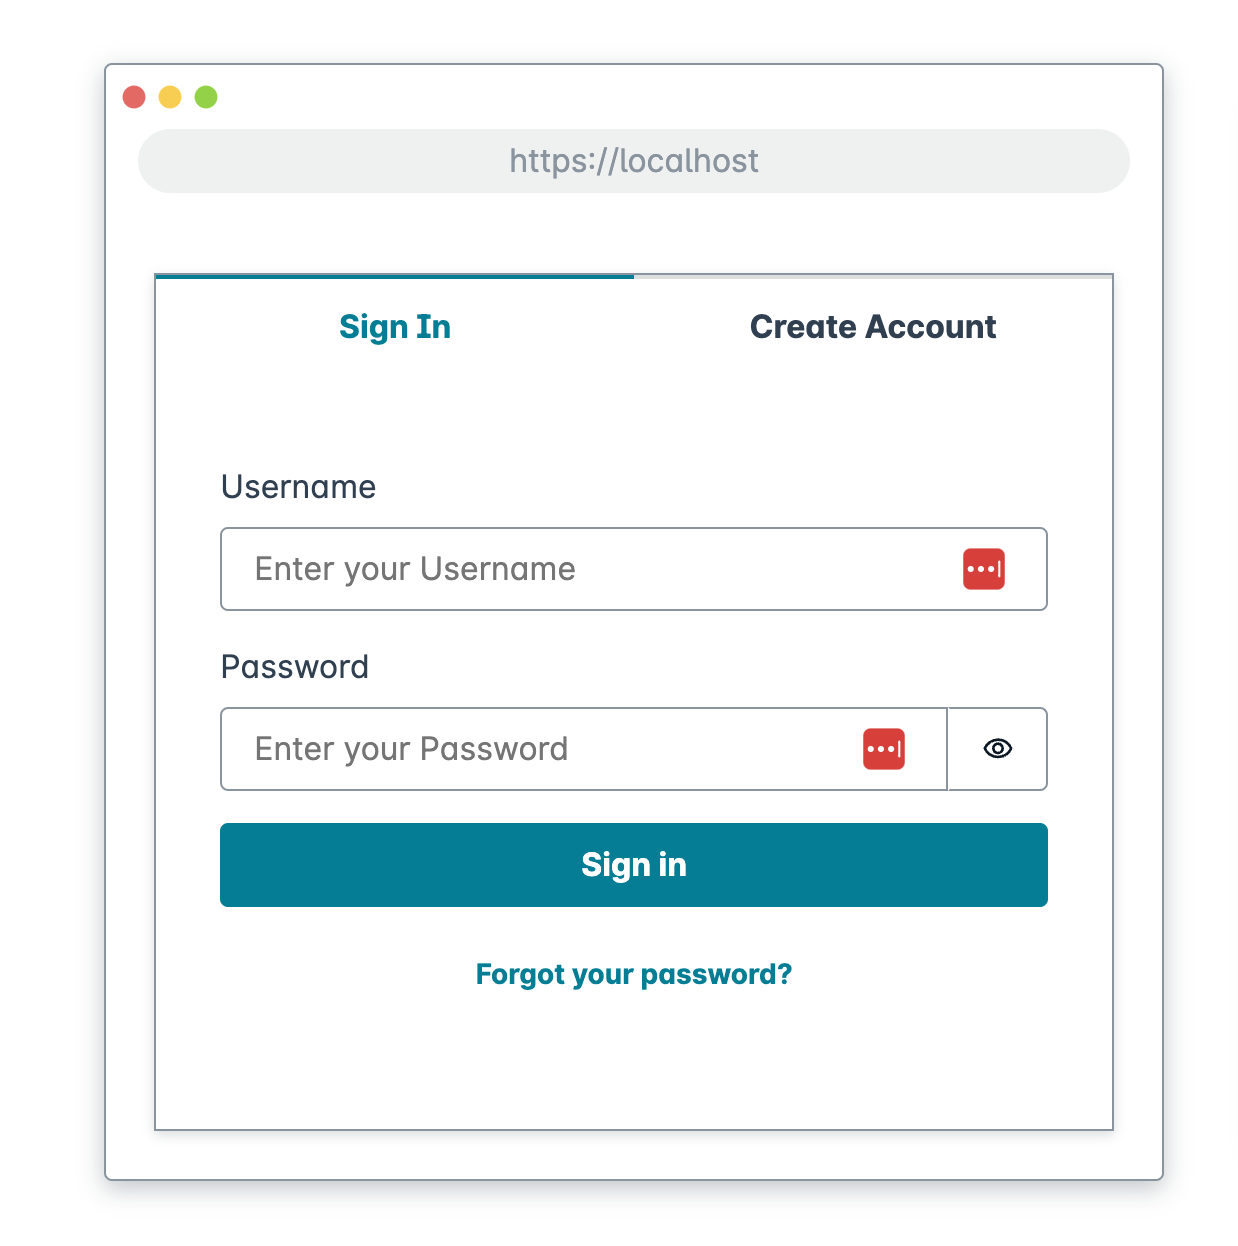 https://localhost
Sign In
Create Account
Username
Enter your Username
Password
Enter your Password
Sign in
Forgot your password?